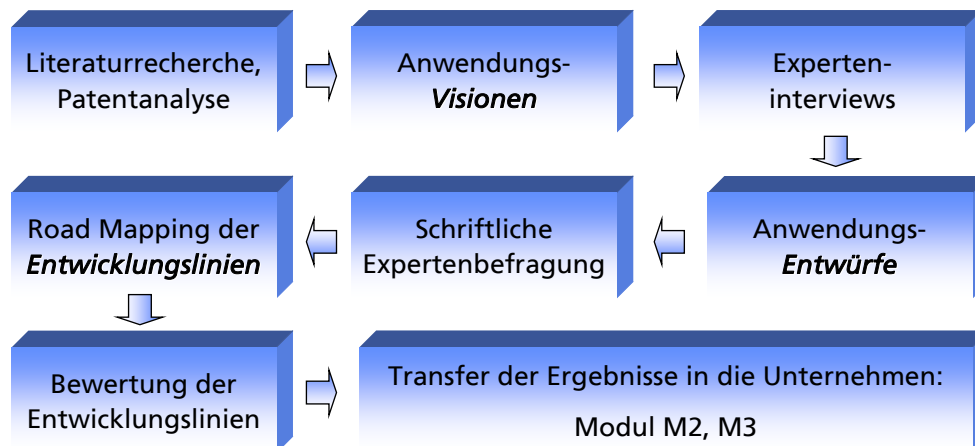 Literaturrecherche,
Patentanalyse
Anwendungs-
Visionen
Experten-
interviews
Anwendungs-
Entwürfe
Schriftliche
Expertenbefragung
Road Mapping der
Entwicklungslinien
Bewertung der
Entwicklungslinien
Transfer der Ergebnisse in die Unternehmen:
Modul M2, M3